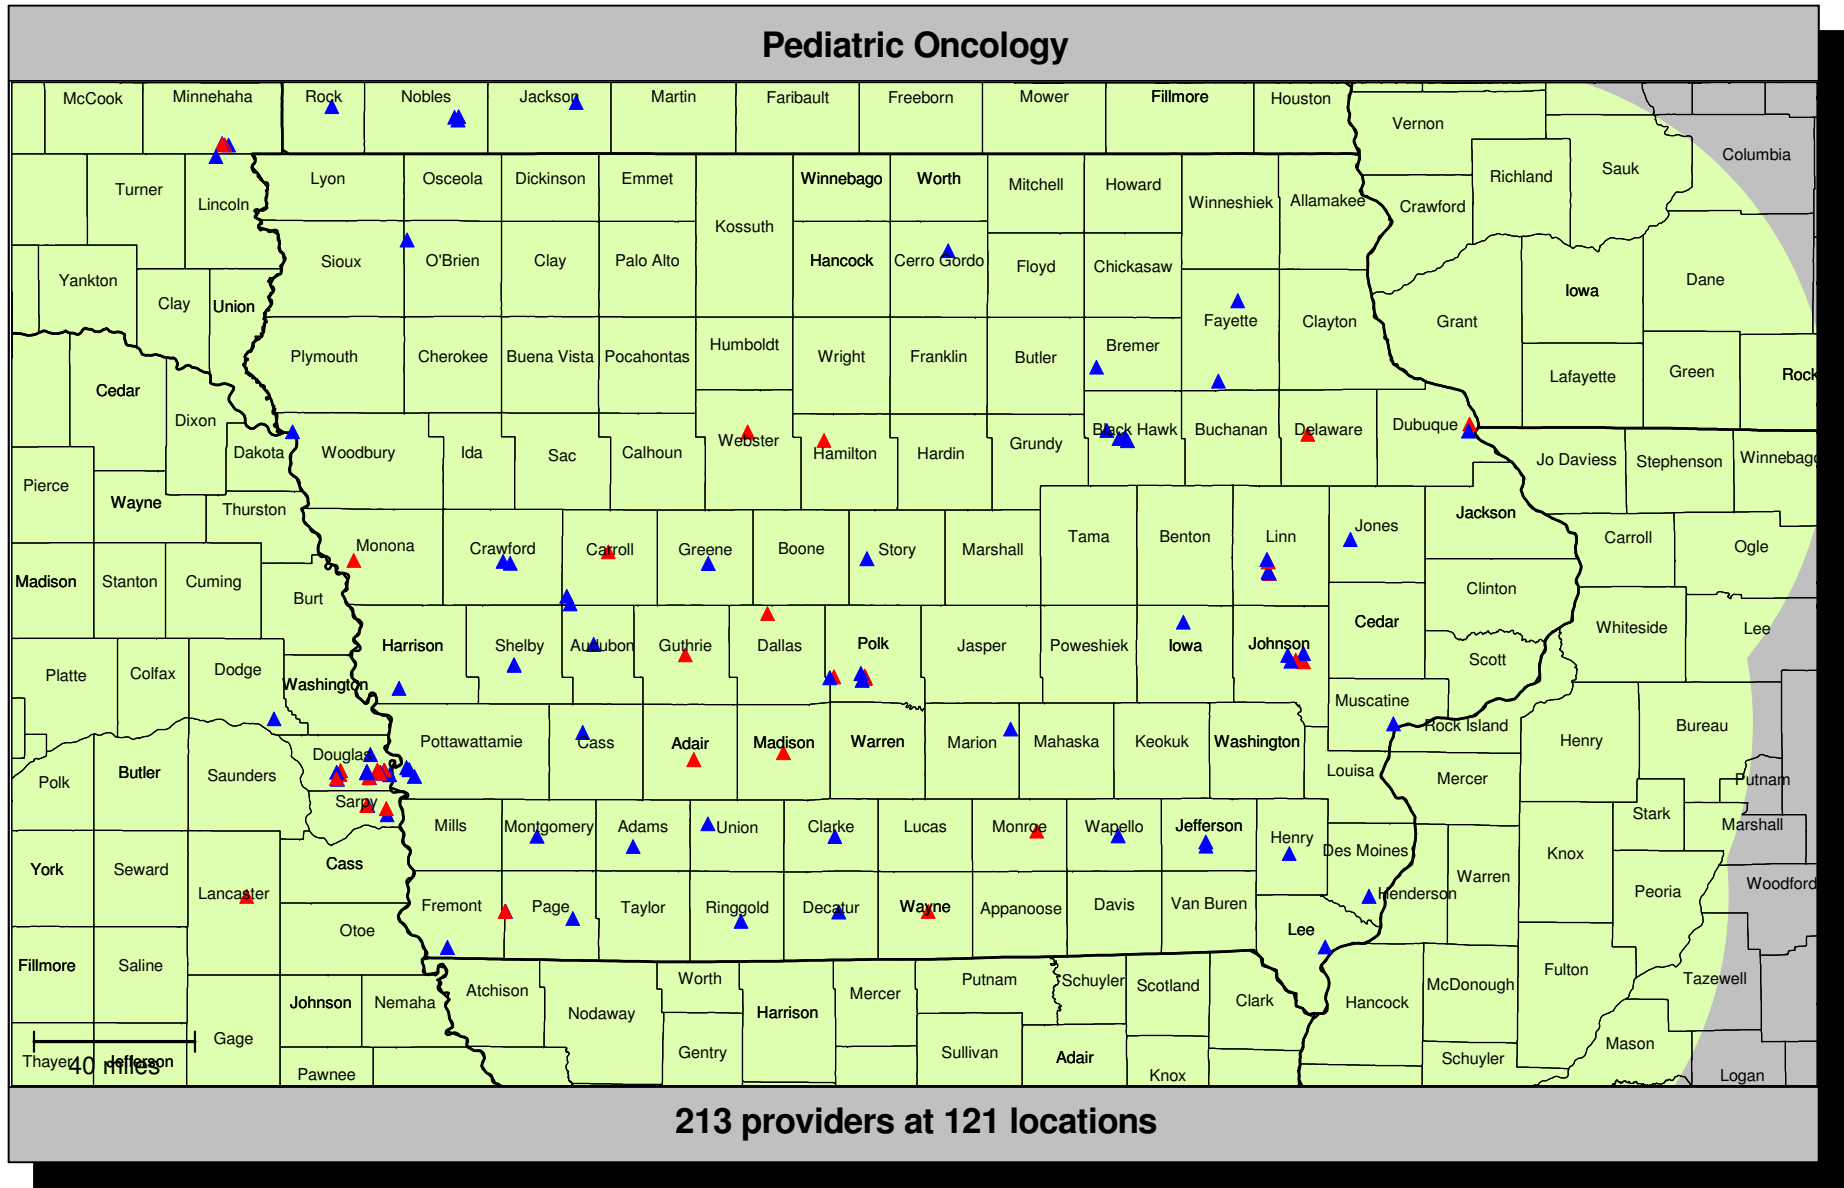 Pediatric Oncology
McCook Minnehaha Rock Nobles Jackson Martin Faribault Freeborn Mower Fillmore Houston
Vernon
Columbia
Richland Sauk
Turner Lincoln Lyon Osceola Dickinson Emmet Winnebago Worth Mitchell Howard
Winneshiek Allamakee Crawford
Kossuth
Yankton Sioux O'Brien Clay Palo Alto Hancock Cerro Gordo Floyd Chickasaw
Clay Union Iowa Dane
Fayette Clayton Grant
Plymouth Cherokee Buena Vista Pocahontas Humboldt Wright Franklin Butler Bremer
Cedar Lafayette Green Rock
Dixon
Dakota Woodbury Ida Sac Calhoun Webster Hamilton Hardin Grundy Black Hawk Buchanan Delaware Dubuque
Jo Daviess Stephenson Winnebago
Pierce
Wayne Thurston
Jackson
Monona Crawford Carroll Greene Boone Story Marshall Tama Benton Linn Jones
Carroll Ogle
Madison Stanton Cuming
Burt Clinton
Harrison Shelby Audubon Guthrie Dallas Polk Jasper Poweshiek Iowa Johnson Cedar
Whiteside Lee
Scott
Platte Colfax Dodge Washington
Muscatine Rock Island Bureau
Douglas Pottawattamie Cass Adair Madison Warren Marion Mahaska Keokuk Washington
Henry
Polk Butler Saunders Louisa Mercer Putnam
Sarpy
Mills Montgomery Adams Union Clarke Lucas Monroe Wapello Jefferson Henry
Stark Marshall
Des Moines
York Seward Cass Knox
Lancaster Warren Peoria Woodford
Henderson
Fremont Page Taylor Ringgold Decatur Wayne Appanoose Davis Van Buren
Otoe Lee
Fillmore Saline
Fulton Tazewell
Johnson Nemaha Atchison Worth Mercer Putnam Schuyler Scotland Clark Hancock McDonough
Nodaway Harrison
Gage Gentry Sullivan Adair Mason
Thayer Jefferson Schuyler
40 miles
Pawnee Knox Logan
213 providers at 121 locations